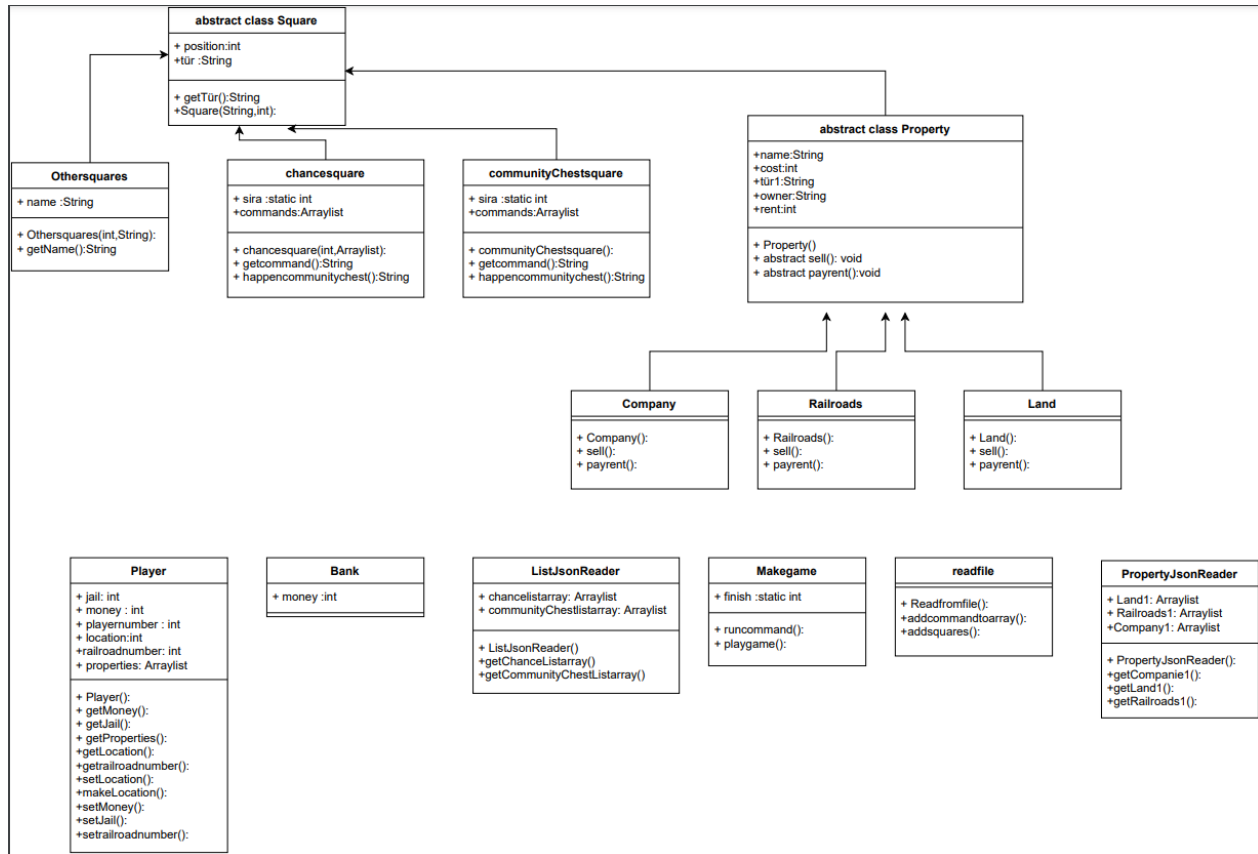 abstract class Square
+ position:int
+tür :String
+ getTür():String
+Square(String,int):
abstract class Property
+name:String
+cost:int
+tür1:String
+owner:String
+rent:int
+ Property()
+ abstract sell(): void
+ abstract payrent():void
Othersquares
+ name :String
+ Othersquares(int,String):
+ getName():String
chancesquare
+ sira :static int
+commands:Arraylist
+ chancesquare(int,Arraylist):
+ getcommand():String
+ happencommunitychest():String
communityChestsquare
+ sira :static int
+commands:Arraylist
+ communityChestsquare():
+ getcommand():String
+ happencommunitychest():String
Company
+ Company():
+ sell():
+ payrent():
Railroads
+ Railroads():
+ sell():
+ payrent():
Land
+ Land():
+ sell():
+ payrent():
Player
+ jail: int
+ money : int
+ playernumber : int
+ location:int
+railroadnumber: int
+ properties: Arraylist
+ Player():
+ getMoney():
+ getJail():
+ getProperties():
+getLocation():
+getrailroadnumber():
+setLocation():
+makeLocation():
+setMoney():
+setJail():
+setrailroadnumber():
Bank
+ money :int
ListJsonReader
+ chancelistarray: Arraylist
+ communityChestlistarray: Arraylist
+ ListJsonReader()
+getChanceListarray()
+getCommunityChestListarray()
Makegame
+ finish :static int
+ runcommand():
+ playgame():
readfile
+ Readfromfile():
+addcommandtoarray():
+addsquares():
PropertyJsonReader
+ Land1: Arraylist
+ Railroads1: Arraylist
+Company1: Arraylist
+ PropertyJsonReader():
+getCompanie1():
+getLand1():
+getRailroads1():